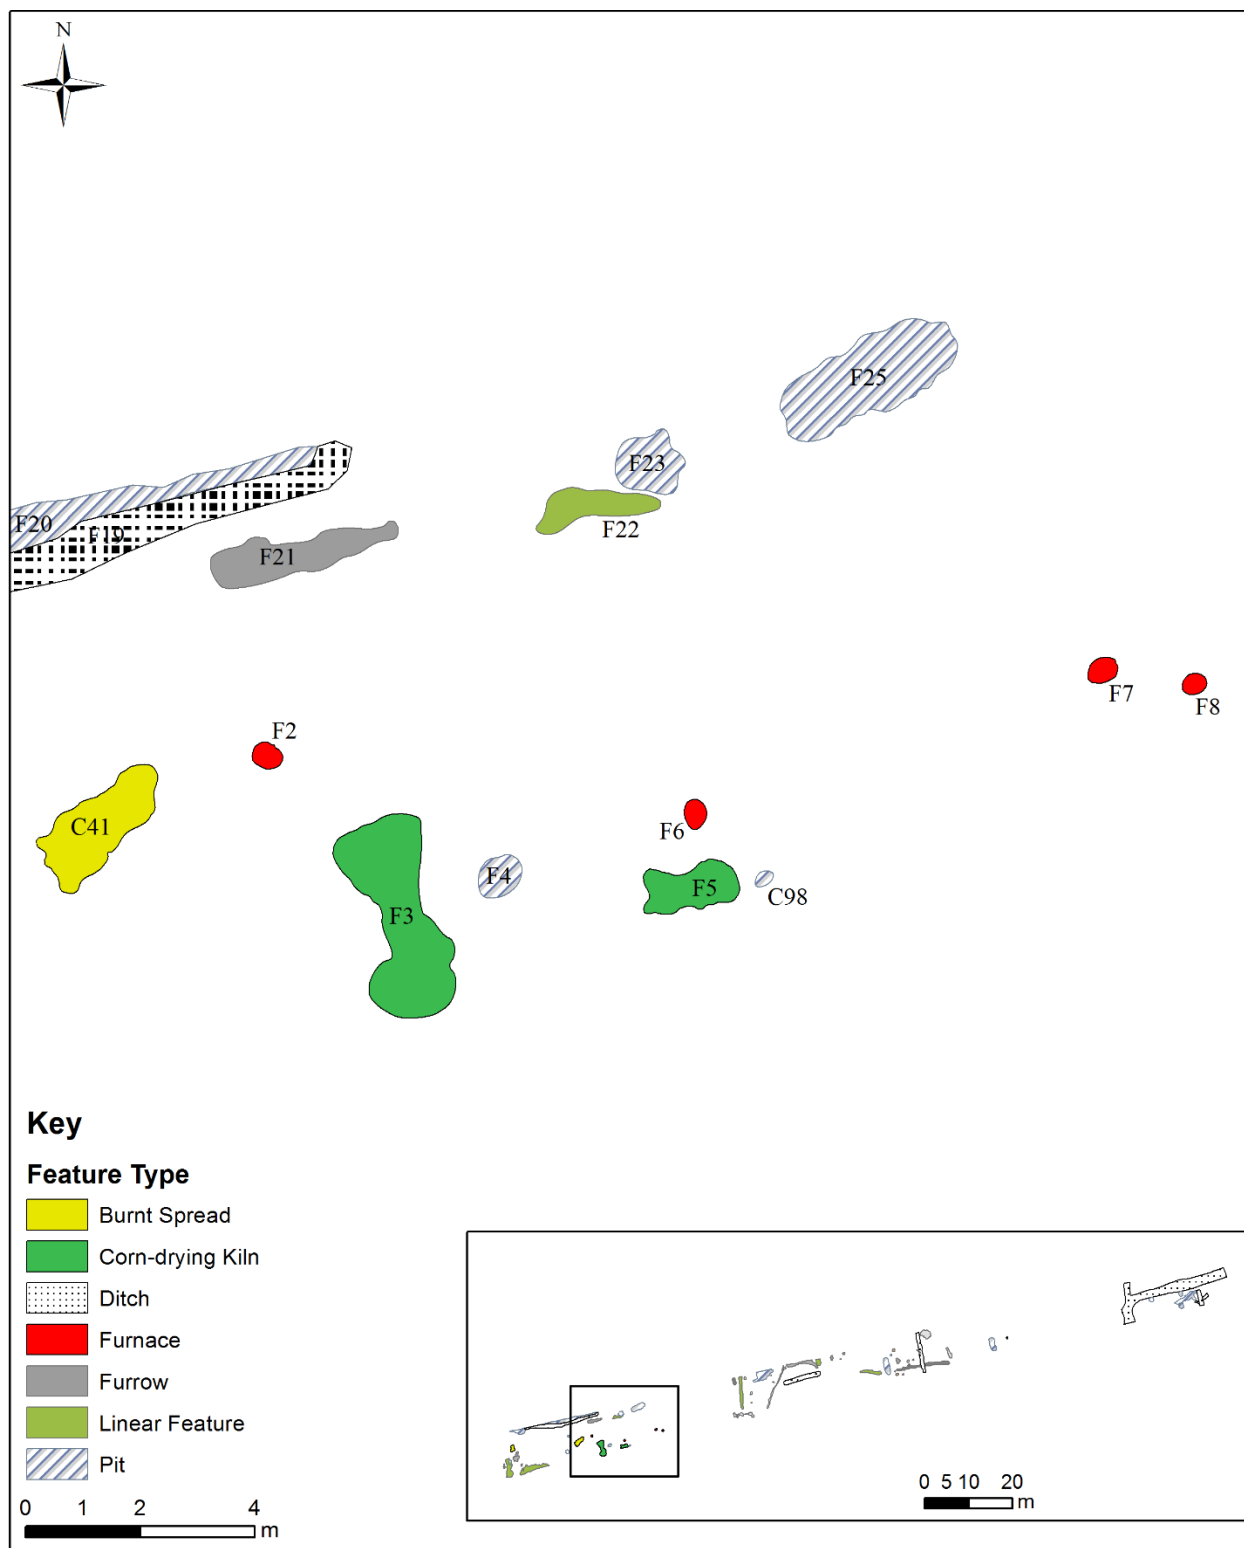 N
F25
F23
F20
F19
F22
F21
F7
F8
F2
C41
F6
F4
F5
C98
F3
Key
Feature Type
Burnt Spread
Corn-drying Kiln
Ditch
Furnace
Furrow
Linear Feature
Pit
0 1 2 4
m
0 5 10 20
m